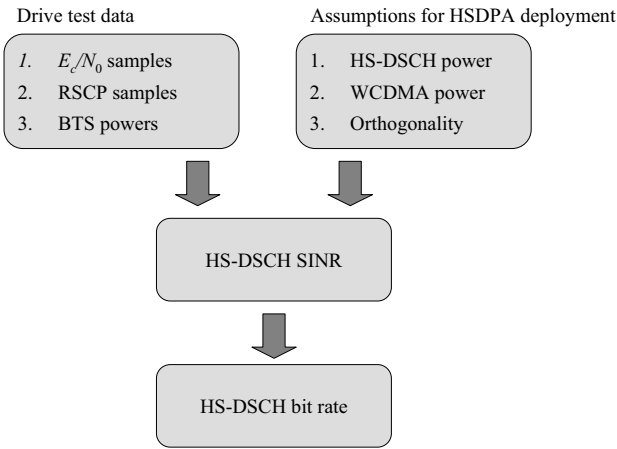 Drive test data
1. Ec/N0 samples
2. RSCP samples
3. BTS powers
Assumptions for HSDPA deployment
1. HS-DSCH power
2. WCDMA power
3. Orthogonality
HS-DSCH SINR
HS-DSCH bit rate